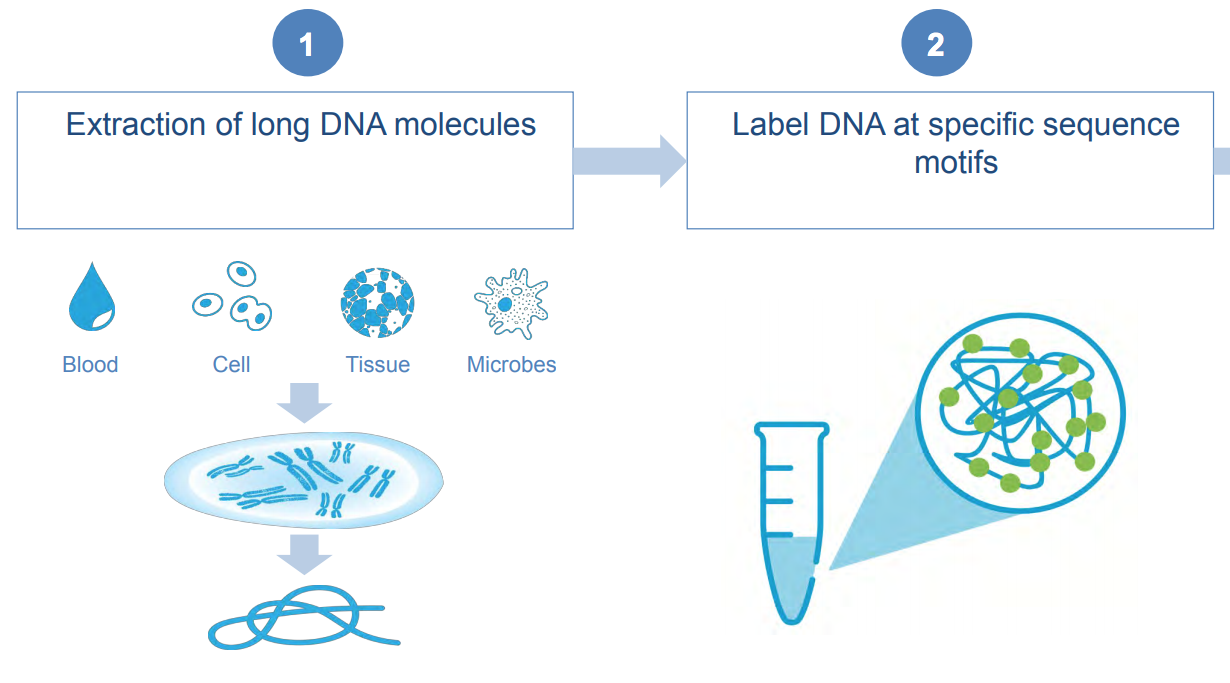 1
2
Extraction of long DNA molecules
Label DNA at specific sequence
motifs
Blood
Cell
Tissue
Microbes